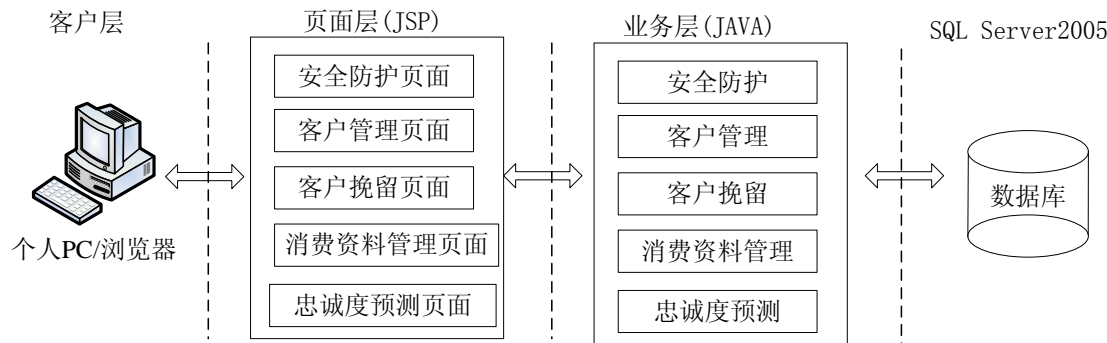 客户层
页面层(JSP)
业务层(JAVA)
SQL Server2005
安全防护页面
客户管理页面
客户挽留页面
消费资料管理页面
忠诚度预测页面
安全防护
客户管理
客户挽留
消费资料管理
忠诚度预测
数据库
个人PC/浏览器